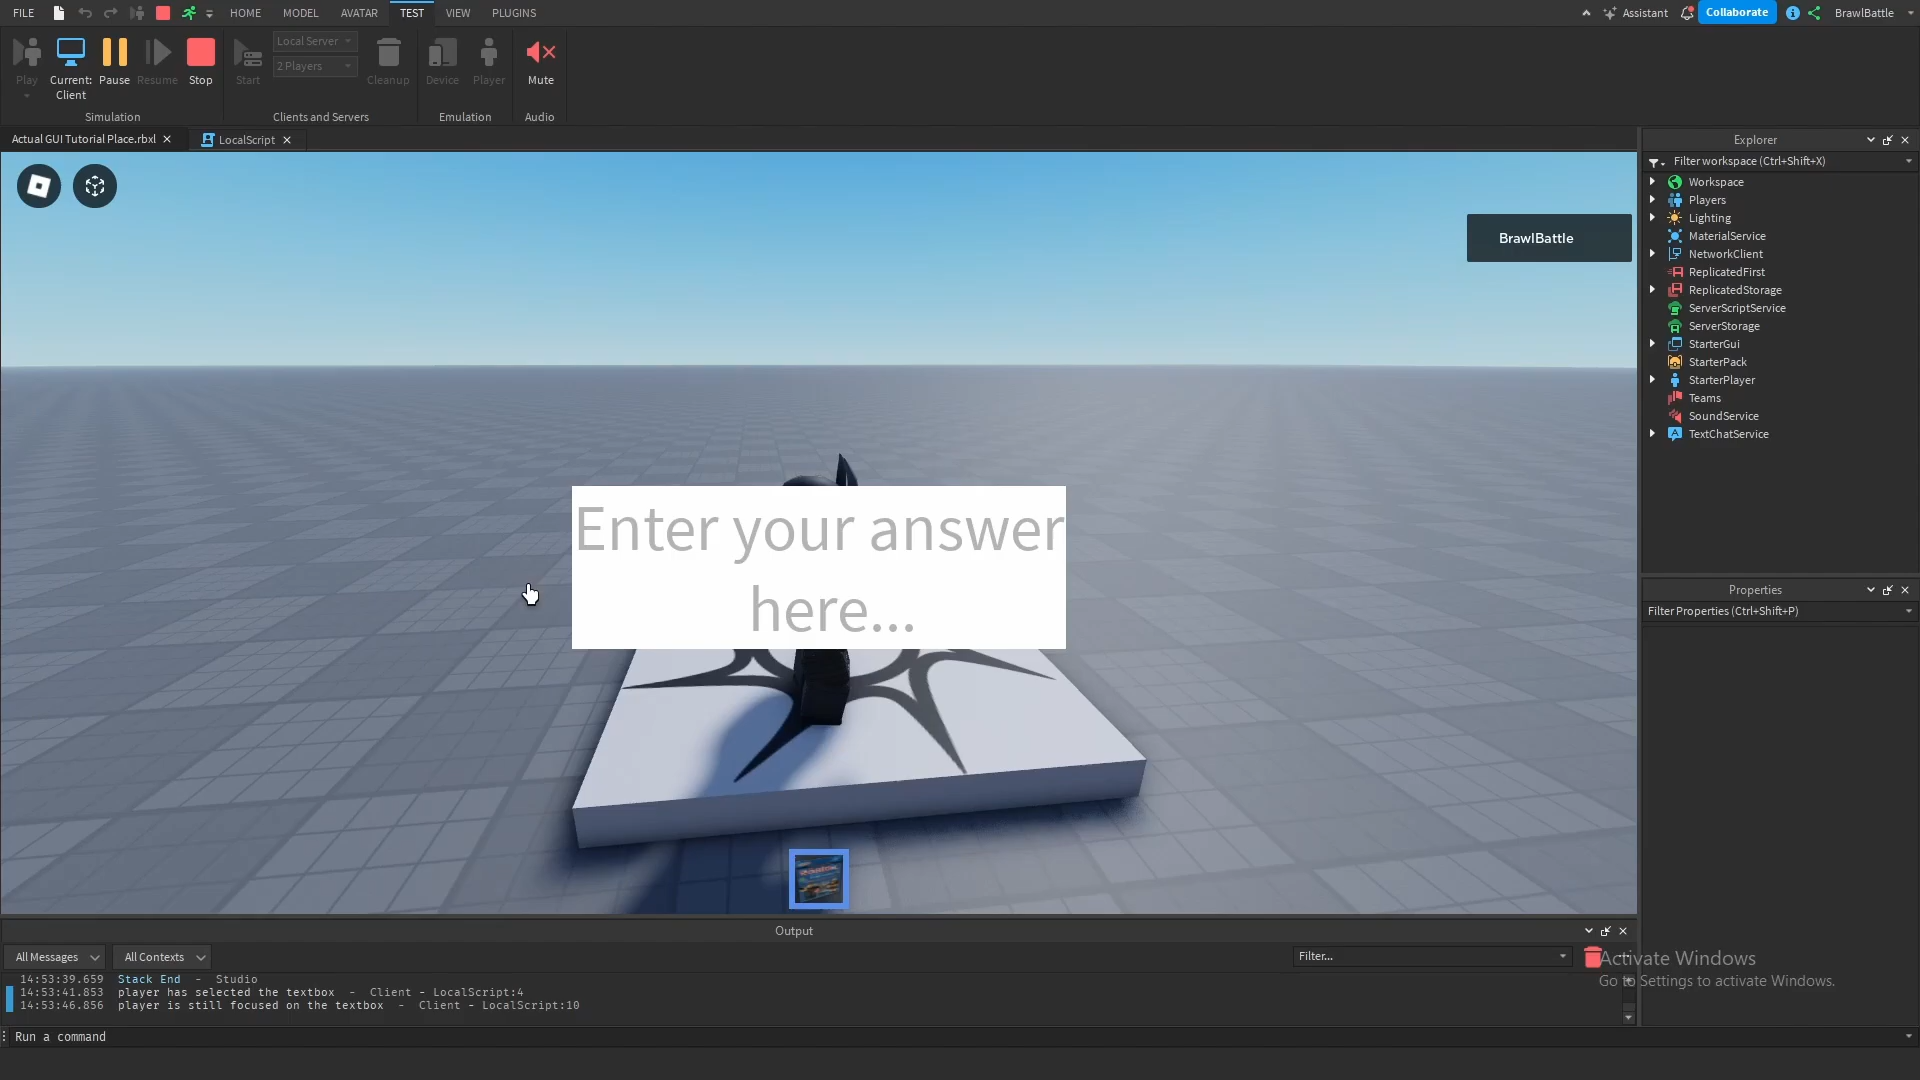 FILE HOME MODEL AVATAR TEST VIEW PLUGINS Assistant Collaborate BrawlBattle
Play Current: Client Pause Resume Stop Start Local Server 2 Players Cleanup Device Player Mute
Simulation Clients and Servers Emulation Audio
Actual GUI Tutorial Place.rbxl LocalScript
Explorer
Filter workspace (Ctrl+Shift+X)
Workspace
Players
Lighting
MaterialService
NetworkClient
ReplicatedFirst
ReplicatedStorage
ServerScriptService
ServerStorage
StarterGui
StarterPack
StarterPlayer
Teams
SoundService
TextChatService
BrawlBattle
Enter your answer
here...
Properties
Filter Properties (Ctrl+Shift+P)
Output
All Messages All Contexts Filter...
14:53:39.659 Stack End - Studio
14:53:41.853 player has selected the textbox - Client - LocalScript:4
14:53:46.856 player is still focused on the textbox - Client - LocalScript:10
Activate Windows
Go to Settings to activate Windows.
Run a command